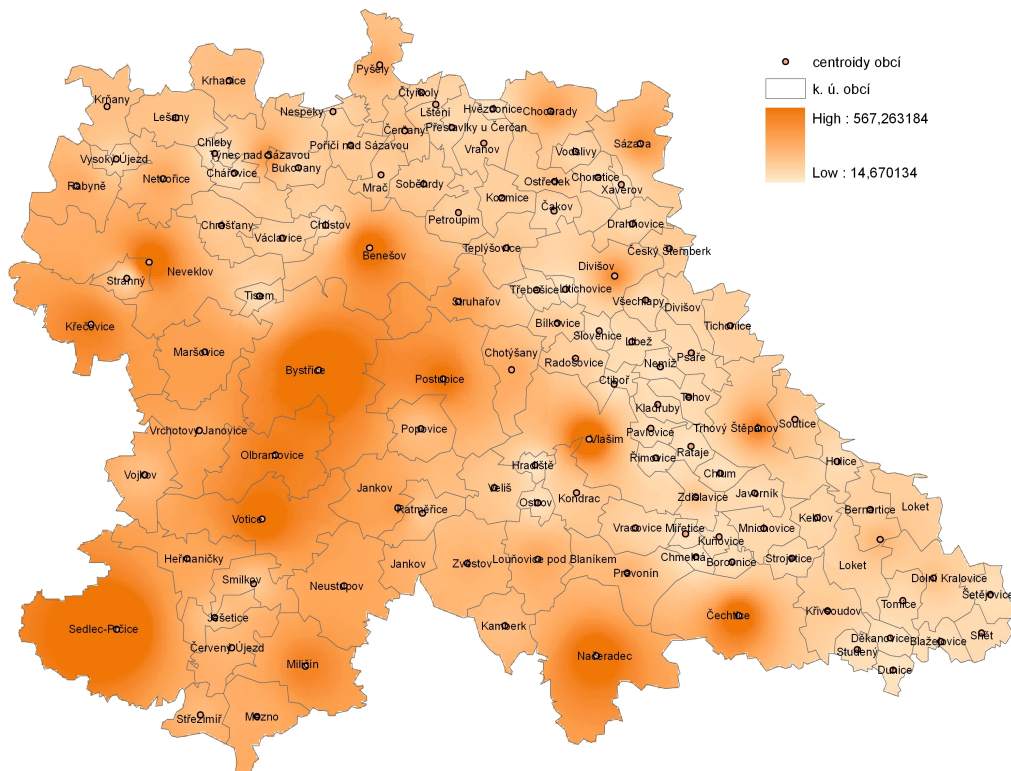 centroidy obcí
k. ú. obcí
High : 567,263184
Low : 14,670134
Pyšely
Krhanice
Čtyřkoly
Krňany
Lštění
Hvězdonice
Chocerady
Nespeky
Lešany
Čerčany
Přestavlky u Čerčan
Chleby
Poříčí nad Sázavou
Vranov
Sázava
Vodslivy
Vysoký Újezd
Týnec nad Sázavou
Bukovany
Chářovice
Rabyně
Netvořice
Mrač
Soběhrdy
Ostředek
Choratice
Xaverov
Kozmice
Čakov
Petroupim
Chrášťany
Chlístov
Drahňovice
Václavice
Teplýšovice
Benešov
Český Šternberk
Neveklov
Divišov
Stranný
Třebešice
Litichovice
Tisem
Struhařov
Všechlapy
Divišov
Křečovice
Bílkovice
Slověnice
Tichonice
Libež
Maršovice
Chotýšany
Radošovice
Psáře
Nemíž
Bystřice
Postupice
Ctiboř
Tehov
Kladruby
Vrchotovy Janovice
Popovice
Vlašim
Pavlovice
Trhový Štěpánov
Soutice
Olbramovice
Řimovice
Rataje
Hradiště
Hulice
Vojkov
Chlum
Jankov
Veliš
Kondrac
Zdislavice
Javorník
Ostrov
Ratměřice
Bernartice
Loket
Keblov
Votice
Vracovice
Miřetice
Mnichovice
Kuňovice
Heřmaničky
Jankov
Zvěstov
Louňovice pod Blaníkem
Chmelná
Borovnice
Strojetice
Loket
Pravonín
Smilkov
Neustupov
Dolní Kralovice
Šetějovice
Tomice
Ješetice
Čechtice
Křivsoudov
Sedlec-Prčice
Kamberk
Snět
Děkanovice
Blažejovice
Červený Újezd
Studený
Načeradec
Miličín
Dunice
Střezimíř
Mezno